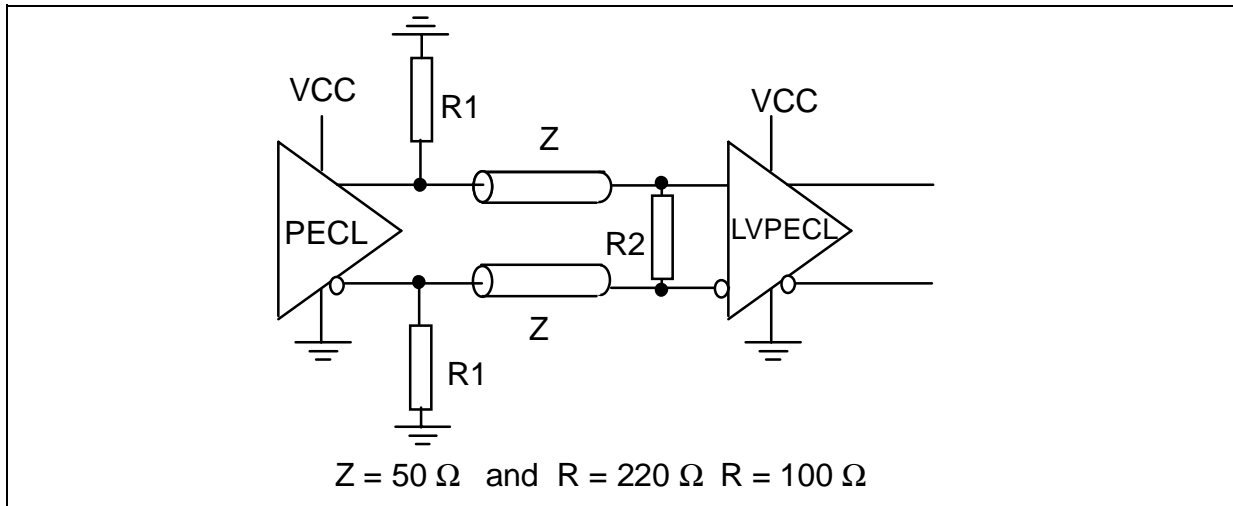 VCC
R1
Z
VCC
PECL
R2
LVPECL
Z
R1
Z = 50 Ω and R = 220 Ω R = 100 Ω